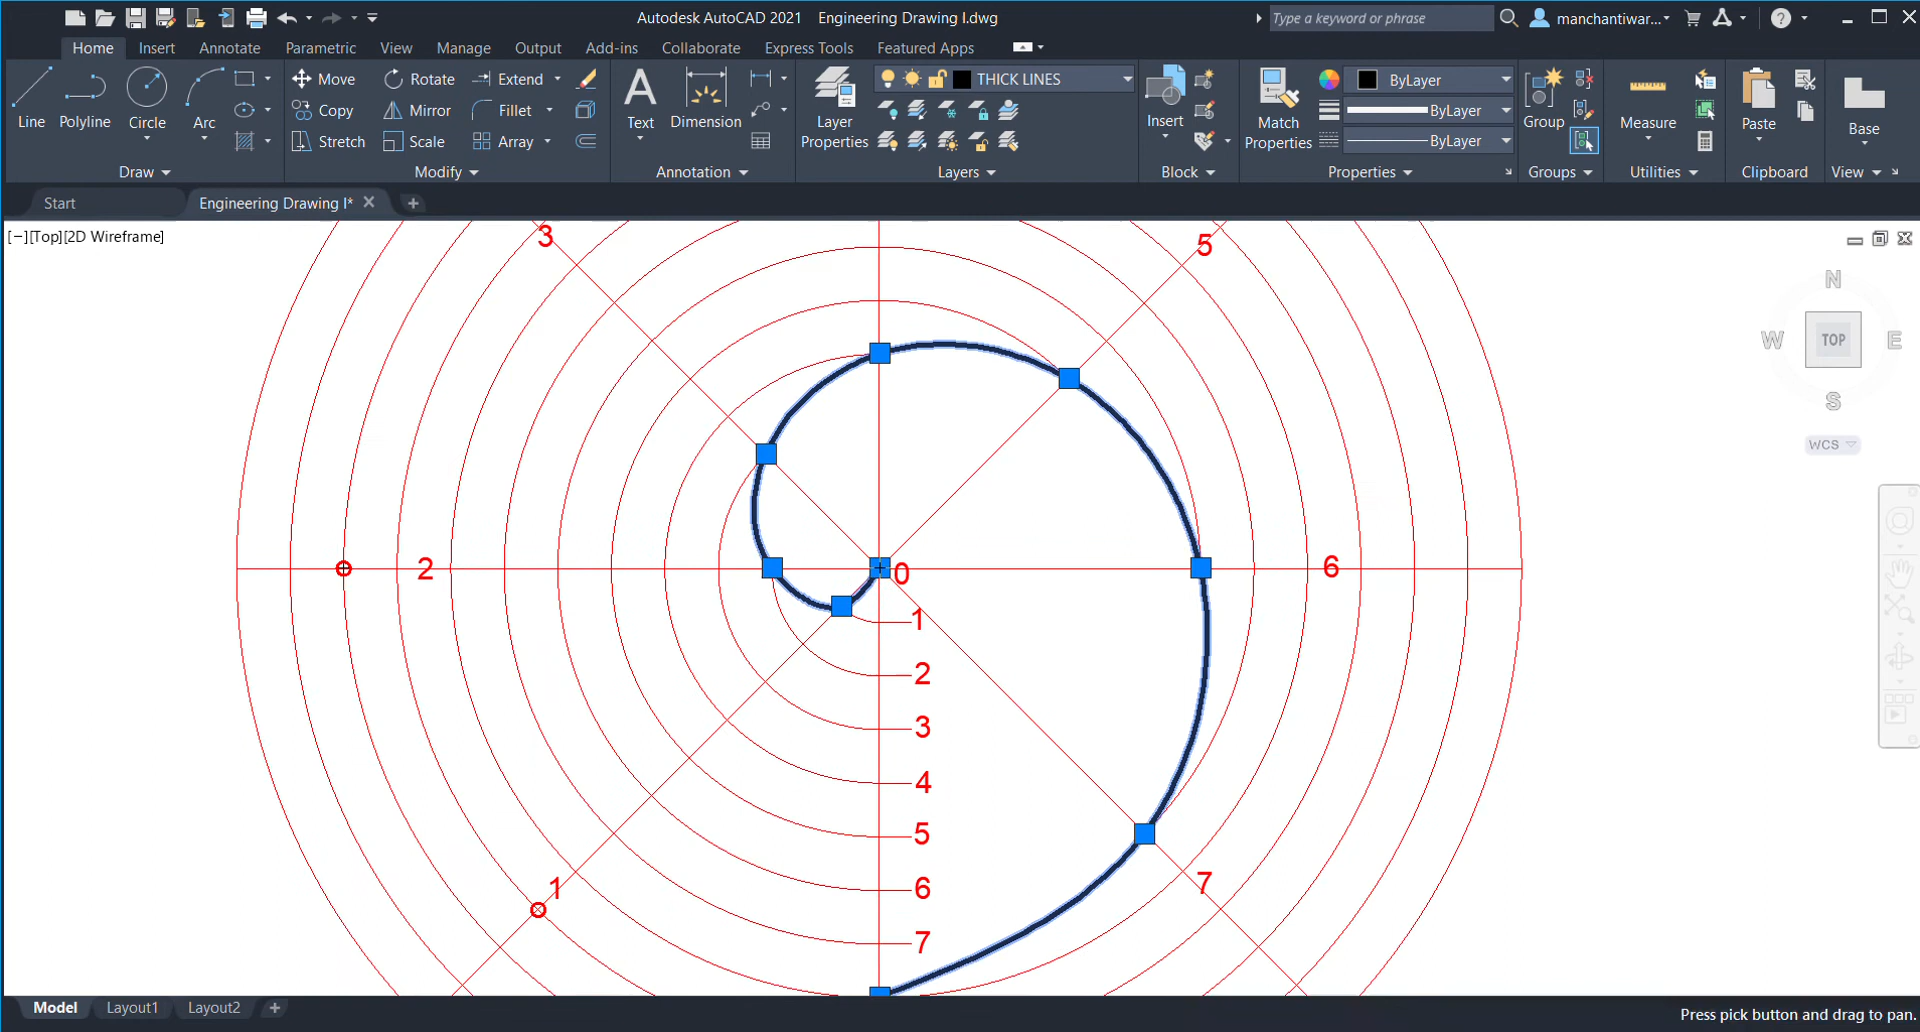 Autodesk AutoCAD 2021 Engineering Drawing I.dwg
Type a keyword or phrase
manchantiwar...
Home Insert Annotate Parametric View Manage Output Add-ins Collaborate Express Tools Featured Apps
Line Polyline Circle Arc
Move Rotate Extend
Copy Mirror Fillet
Stretch Scale Array
Text Dimension
Layer Properties
THICK LINES
Insert
Match Properties
ByLayer
ByLayer
ByLayer
Group
Measure
Paste
Base
Draw Modify Annotation Layers Block Properties Groups Utilities Clipboard View
Start Engineering Drawing I*
[−][Top][2D Wireframe]
3
5
N
W TOP E
S
WCS
2
0
6
1
2
3
4
5
6
7
1
7
Model Layout1 Layout2
Press pick button and drag to pan.